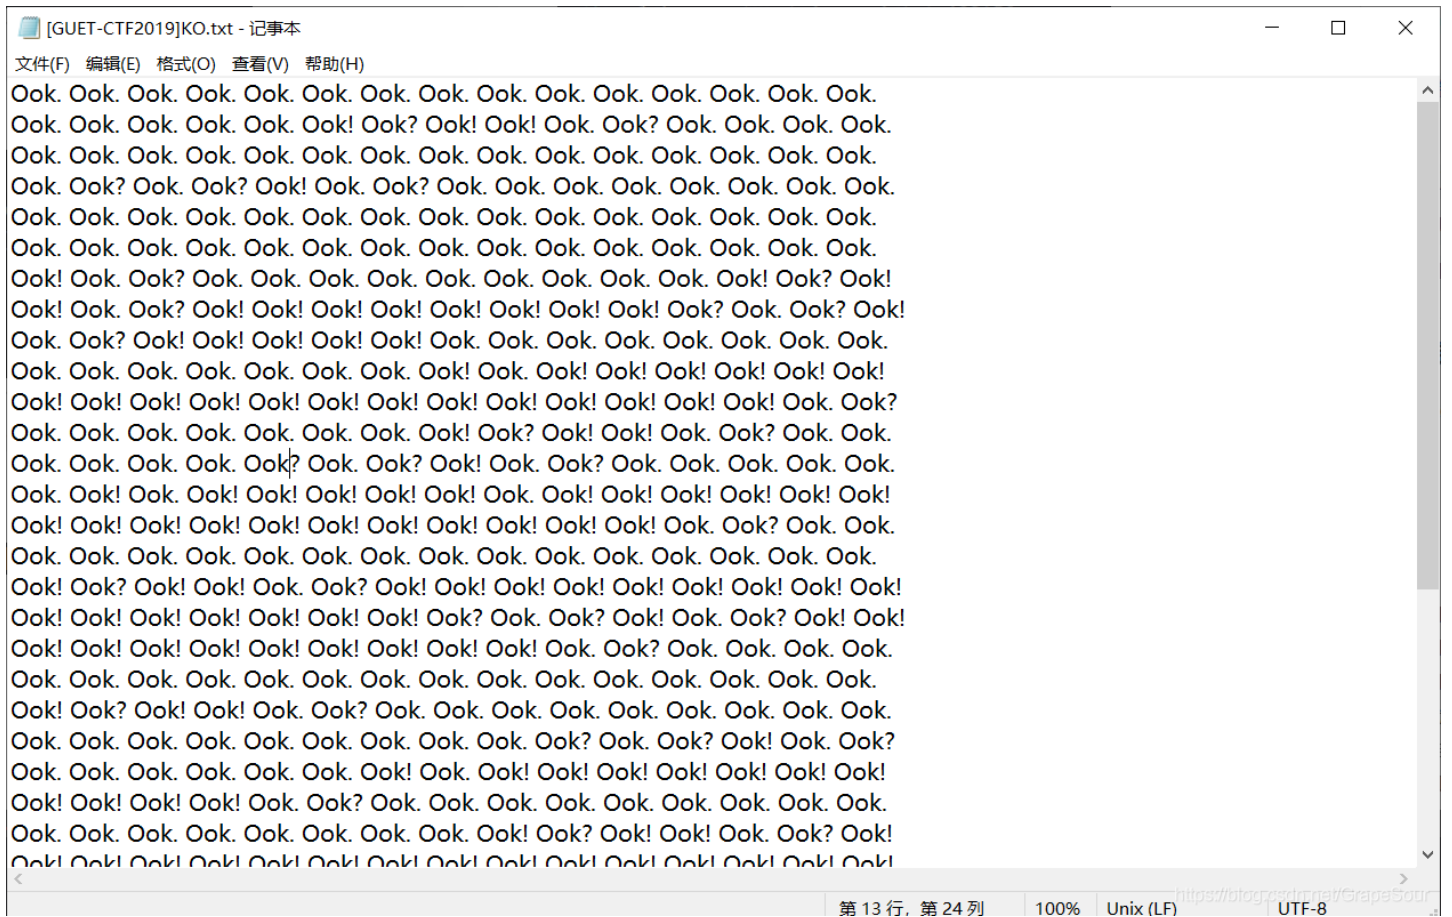 [GUET-CTF2019]KO.txt - 记事本
文件(F) 编辑(E) 格式(O) 查看(V) 帮助(H)
Ook. Ook. Ook. Ook. Ook. Ook. Ook. Ook. Ook. Ook. Ook. Ook. Ook. Ook. Ook.
Ook. Ook. Ook. Ook. Ook. Ook! Ook? Ook! Ook! Ook. Ook? Ook. Ook. Ook. Ook.
Ook. Ook. Ook. Ook. Ook. Ook. Ook. Ook. Ook. Ook. Ook. Ook. Ook. Ook. Ook.
Ook. Ook? Ook. Ook? Ook! Ook. Ook? Ook. Ook. Ook. Ook. Ook. Ook. Ook. Ook.
Ook. Ook. Ook. Ook. Ook. Ook. Ook. Ook. Ook. Ook. Ook. Ook. Ook. Ook. Ook.
Ook. Ook. Ook. Ook. Ook. Ook. Ook. Ook. Ook. Ook. Ook. Ook. Ook. Ook. Ook.
Ook! Ook. Ook? Ook. Ook. Ook. Ook. Ook. Ook. Ook. Ook. Ook. Ook! Ook? Ook!
Ook! Ook. Ook? Ook! Ook! Ook! Ook! Ook! Ook! Ook! Ook! Ook? Ook. Ook? Ook!
Ook. Ook? Ook! Ook! Ook! Ook! Ook! Ook. Ook. Ook. Ook. Ook. Ook. Ook. Ook.
Ook. Ook. Ook. Ook. Ook. Ook. Ook. Ook! Ook. Ook! Ook! Ook! Ook! Ook! Ook!
Ook! Ook! Ook! Ook! Ook! Ook! Ook! Ook! Ook! Ook! Ook! Ook! Ook! Ook. Ook?
Ook. Ook. Ook. Ook. Ook. Ook. Ook. Ook! Ook? Ook! Ook! Ook. Ook? Ook. Ook.
Ook. Ook. Ook. Ook. Ook? Ook. Ook? Ook! Ook. Ook? Ook. Ook. Ook. Ook. Ook.
Ook. Ook! Ook. Ook! Ook! Ook! Ook! Ook! Ook. Ook! Ook! Ook! Ook! Ook! Ook!
Ook! Ook! Ook! Ook! Ook! Ook! Ook! Ook! Ook! Ook! Ook! Ook. Ook? Ook. Ook.
Ook. Ook. Ook. Ook. Ook. Ook. Ook. Ook. Ook. Ook. Ook. Ook. Ook. Ook. Ook.
Ook! Ook? Ook! Ook! Ook. Ook? Ook! Ook! Ook! Ook! Ook! Ook! Ook! Ook! Ook!
Ook! Ook! Ook! Ook! Ook! Ook! Ook! Ook? Ook. Ook? Ook! Ook. Ook? Ook! Ook!
Ook! Ook! Ook! Ook! Ook! Ook! Ook! Ook! Ook! Ook. Ook? Ook. Ook. Ook. Ook.
Ook. Ook. Ook. Ook. Ook. Ook. Ook. Ook. Ook. Ook. Ook. Ook. Ook. Ook. Ook.
Ook! Ook? Ook! Ook! Ook. Ook? Ook. Ook. Ook. Ook. Ook. Ook. Ook. Ook. Ook.
Ook. Ook. Ook. Ook. Ook. Ook. Ook. Ook. Ook. Ook? Ook. Ook? Ook! Ook. Ook?
Ook. Ook. Ook. Ook. Ook. Ook. Ook! Ook. Ook! Ook! Ook! Ook! Ook! Ook! Ook!
Ook! Ook! Ook! Ook! Ook. Ook? Ook. Ook. Ook. Ook. Ook. Ook. Ook. Ook. Ook.
Ook. Ook. Ook. Ook. Ook. Ook. Ook. Ook. Ook! Ook? Ook! Ook! Ook. Ook? Ook!
Ook! Ook! Ook! Ook! Ook! Ook! Ook! Ook! Ook! Ook! Ook! Ook! Ook! Ook! Ook!
https://blog.csdn.net/GrapeSour
第 13 行，第 24 列 100% Unix (LF) UTF-8